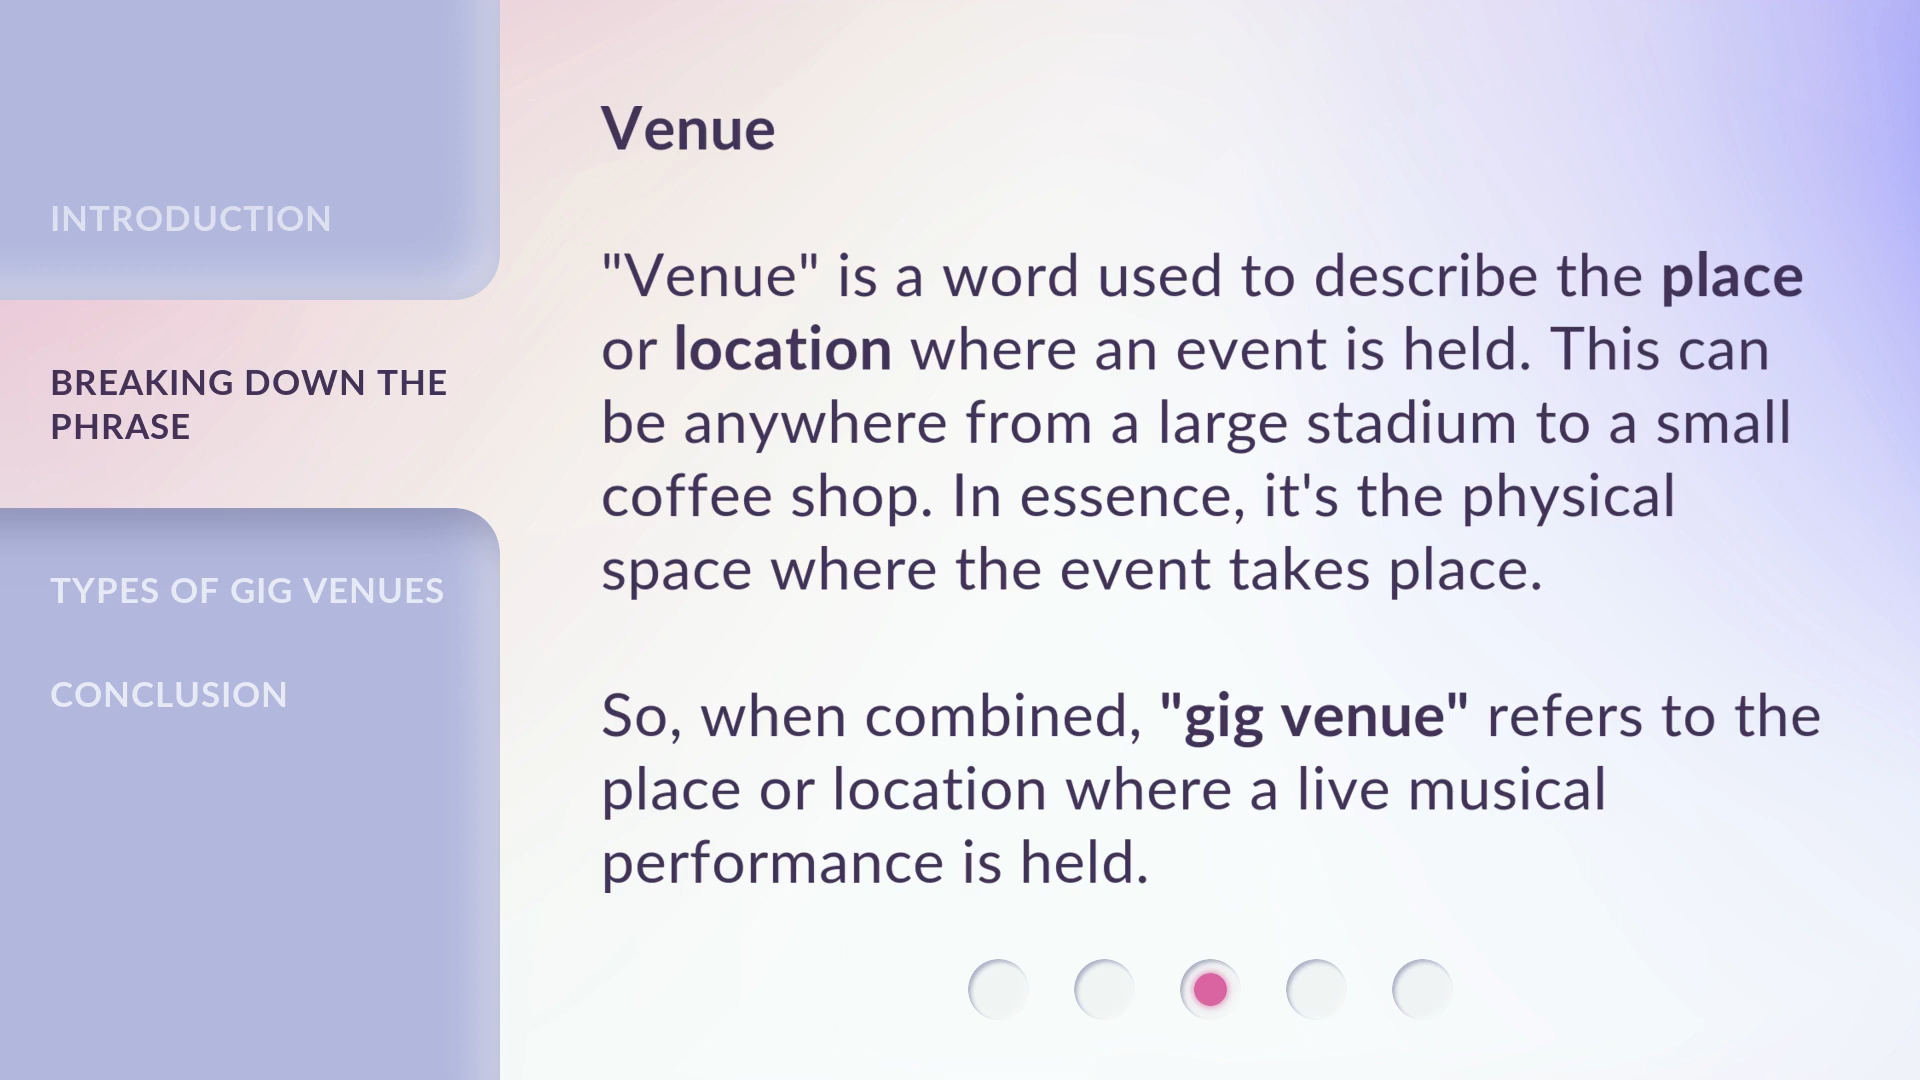 INTRODUCTION
BREAKING DOWN THE
PHRASE
TYPES OF GIG VENUES
CONCLUSION
Venue
"Venue" is a word used to describe the place
or location where an event is held. This can
be anywhere from a large stadium to a small
coffee shop. In essence, it's the physical
space where the event takes place.
So, when combined, "gig venue" refers to the
place or location where a live musical
performance is held.